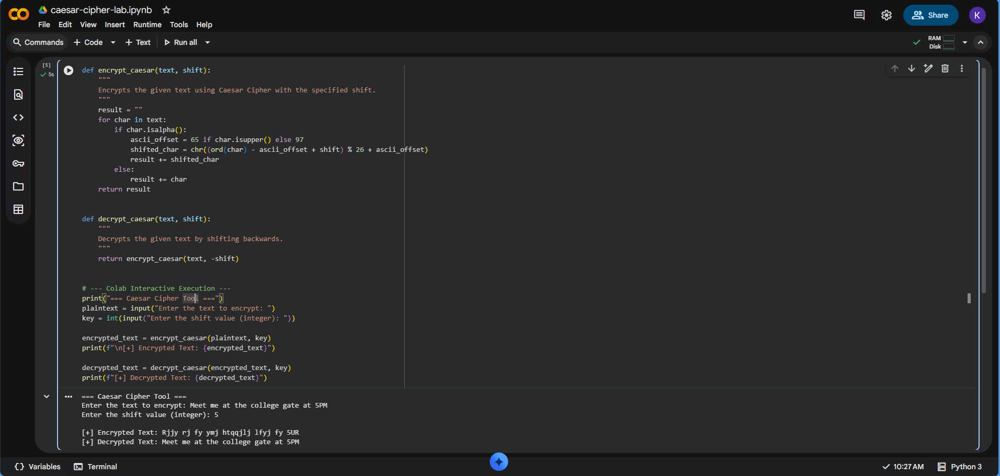 caesar-cipher-lab.ipynb
File Edit View Insert Runtime Tools Help
Share
K
Commands + Code + Text Run all
RAM
Disk
[5]
5s
def encrypt_caesar(text, shift):
    """
    Encrypts the given text using Caesar Cipher with the specified shift.
    """
    result = ""
    for char in text:
        if char.isalpha():
            ascii_offset = 65 if char.isupper() else 97
            shifted_char = chr((ord(char) - ascii_offset + shift) % 26 + ascii_offset)
            result += shifted_char
        else:
            result += char
    return result
def decrypt_caesar(text, shift):
    """
    Decrypts the given text by shifting backwards.
    """
    return encrypt_caesar(text, -shift)
# --- Colab Interactive Execution ---
print("=== Caesar Cipher Tool ===")
plaintext = input("Enter the text to encrypt: ")
key = int(input("Enter the shift value (integer): "))
encrypted_text = encrypt_caesar(plaintext, key)
print(f"\n[+] Encrypted Text: {encrypted_text}")
decrypted_text = decrypt_caesar(encrypted_text, key)
print(f"[+] Decrypted Text: {decrypted_text}")
=== Caesar Cipher Tool ===
Enter the text to encrypt: Meet me at the college gate at 5PM
Enter the shift value (integer): 5
[+] Encrypted Text: Rjjy rj fy ymj htqqjlj lfyj fy 5UR
[+] Decrypted Text: Meet me at the college gate at 5PM
Variables Terminal
10:27 AM Python 3